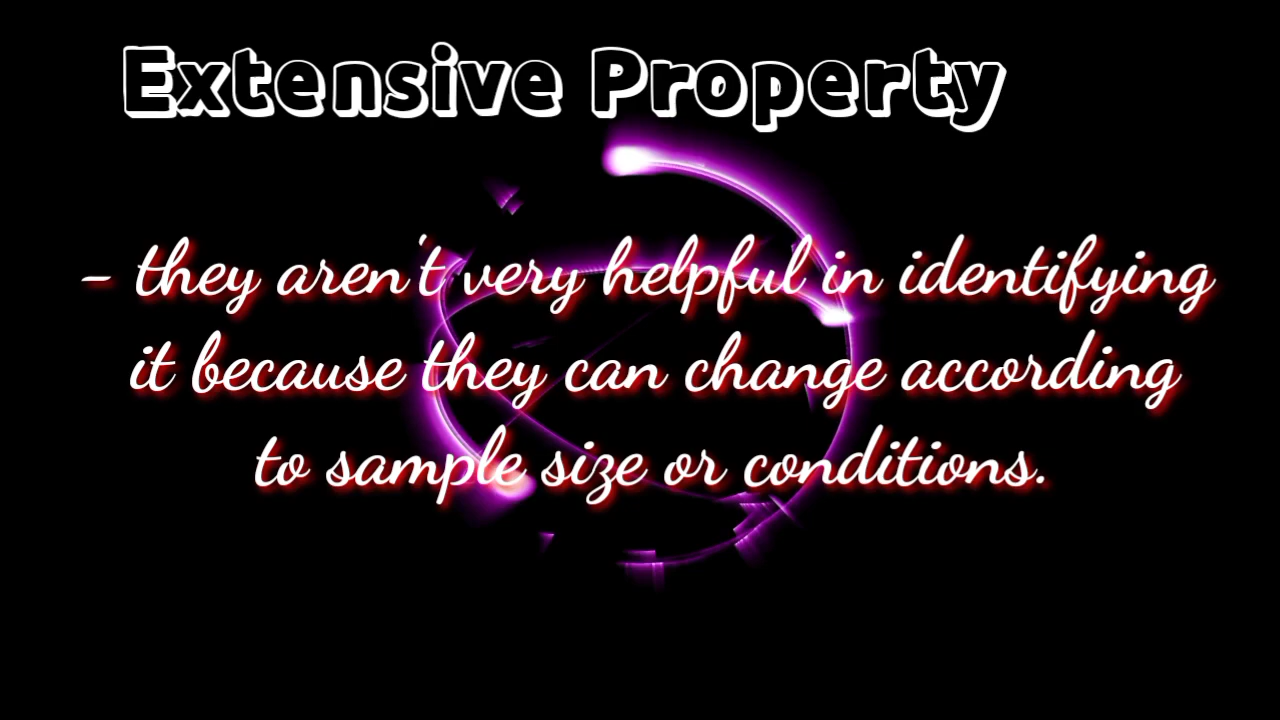 Extensive Property
- they aren't very helpful in identifying
it because they can change according
to sample size or conditions.